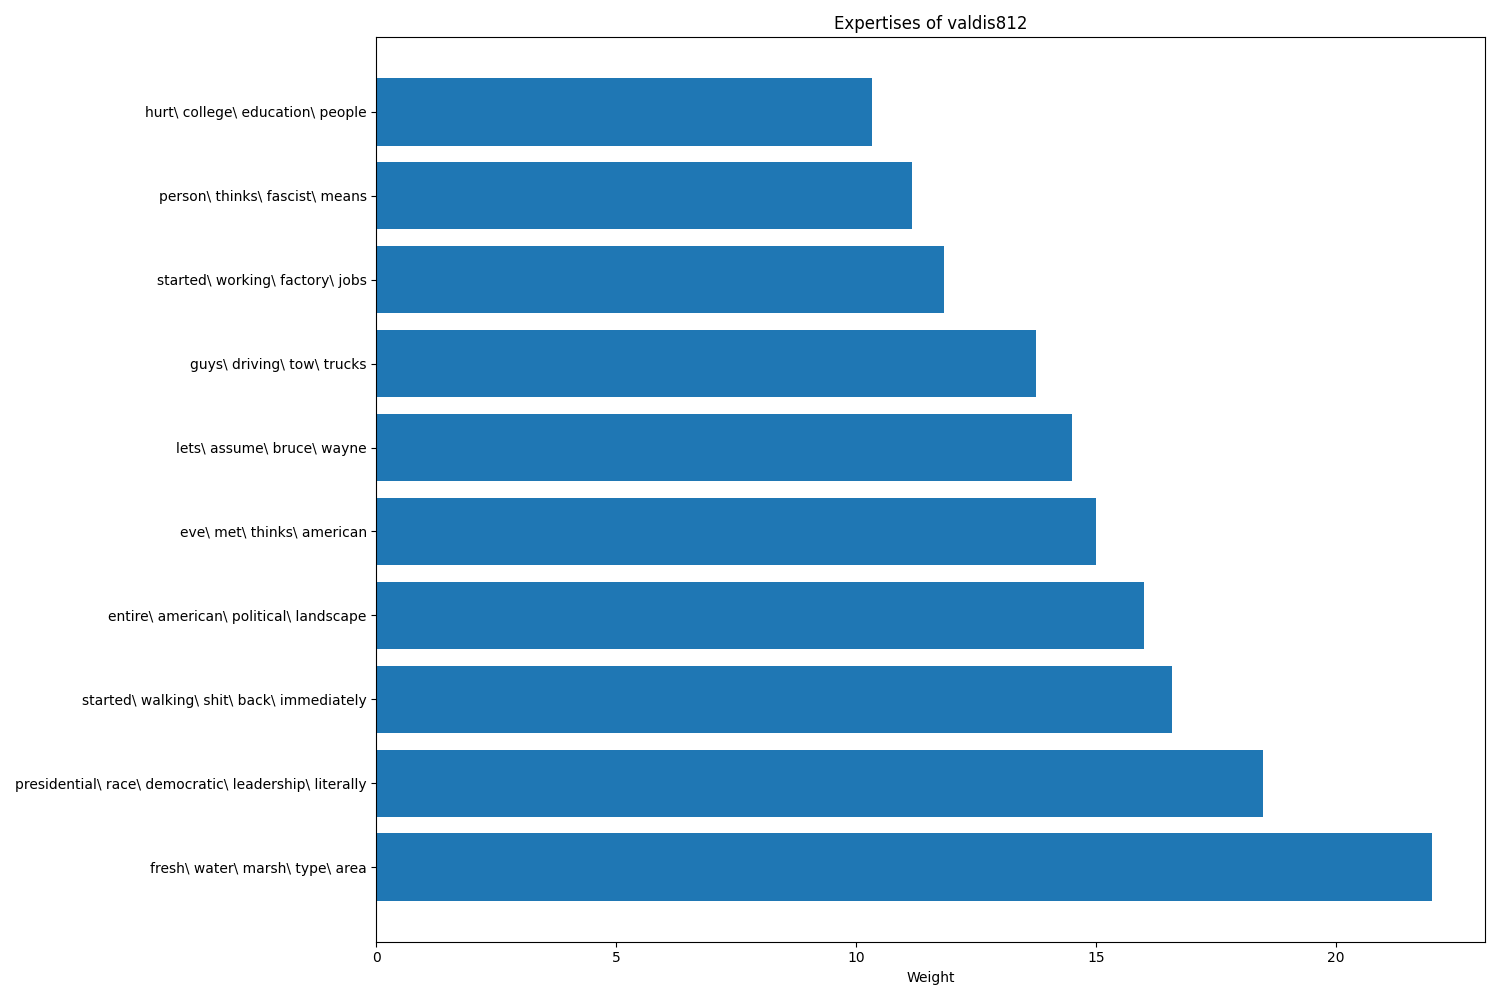 Expertises of valdis812
hurt\ college\ education\ people
person\ thinks\ fascist\ means
started\ working\ factory\ jobs
guys\ driving\ tow\ trucks
lets\ assume\ bruce\ wayne
eve\ met\ thinks\ american
entire\ american\ political\ landscape
started\ walking\ shit\ back\ immediately
presidential\ race\ democratic\ leadership\ literally
fresh\ water\ marsh\ type\ area
0 5 10 15 20
Weight